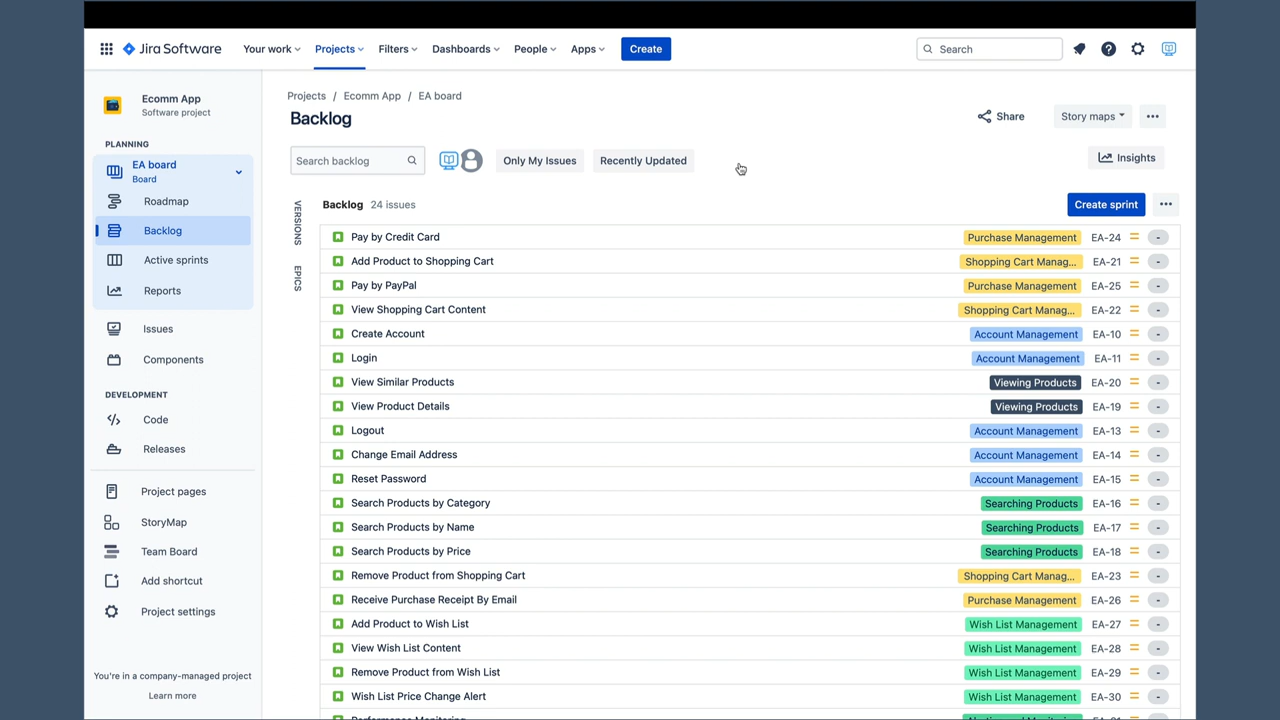 Jira Software
Your work
Projects
Filters
Dashboards
People
Apps
Create
Search
Ecomm App
Software project
PLANNING
EA board
Board
Roadmap
Backlog
Active sprints
Reports
Issues
Components
DEVELOPMENT
Code
Releases
Project pages
StoryMap
Team Board
Add shortcut
Project settings
You're in a company-managed project
Learn more
Projects / Ecomm App / EA board
Backlog
Share
Story maps
Search backlog
Only My Issues
Recently Updated
Insights
VERSIONS
EPICS
Backlog 24 issues
Create sprint
Pay by Credit Card Purchase Management EA-24 -
Add Product to Shopping Cart Shopping Cart Manag... EA-21 -
Pay by PayPal Purchase Management EA-25 -
View Shopping Cart Content Shopping Cart Manag... EA-22 -
Create Account Account Management EA-10 -
Login Account Management EA-11 -
View Similar Products Viewing Products EA-20 -
View Product Details Viewing Products EA-19 -
Logout Account Management EA-13 -
Change Email Address Account Management EA-14 -
Reset Password Account Management EA-15 -
Search Products by Category Searching Products EA-16 -
Search Products by Name Searching Products EA-17 -
Search Products by Price Searching Products EA-18 -
Remove Product from Shopping Cart Shopping Cart Manag... EA-23 -
Receive Purchase Receipt By Email Purchase Management EA-26 -
Add Product to Wish List Wish List Management EA-27 -
View Wish List Content Wish List Management EA-28 -
Remove Product from Wish List Wish List Management EA-29 -
Wish List Price Change Alert Wish List Management EA-30 -